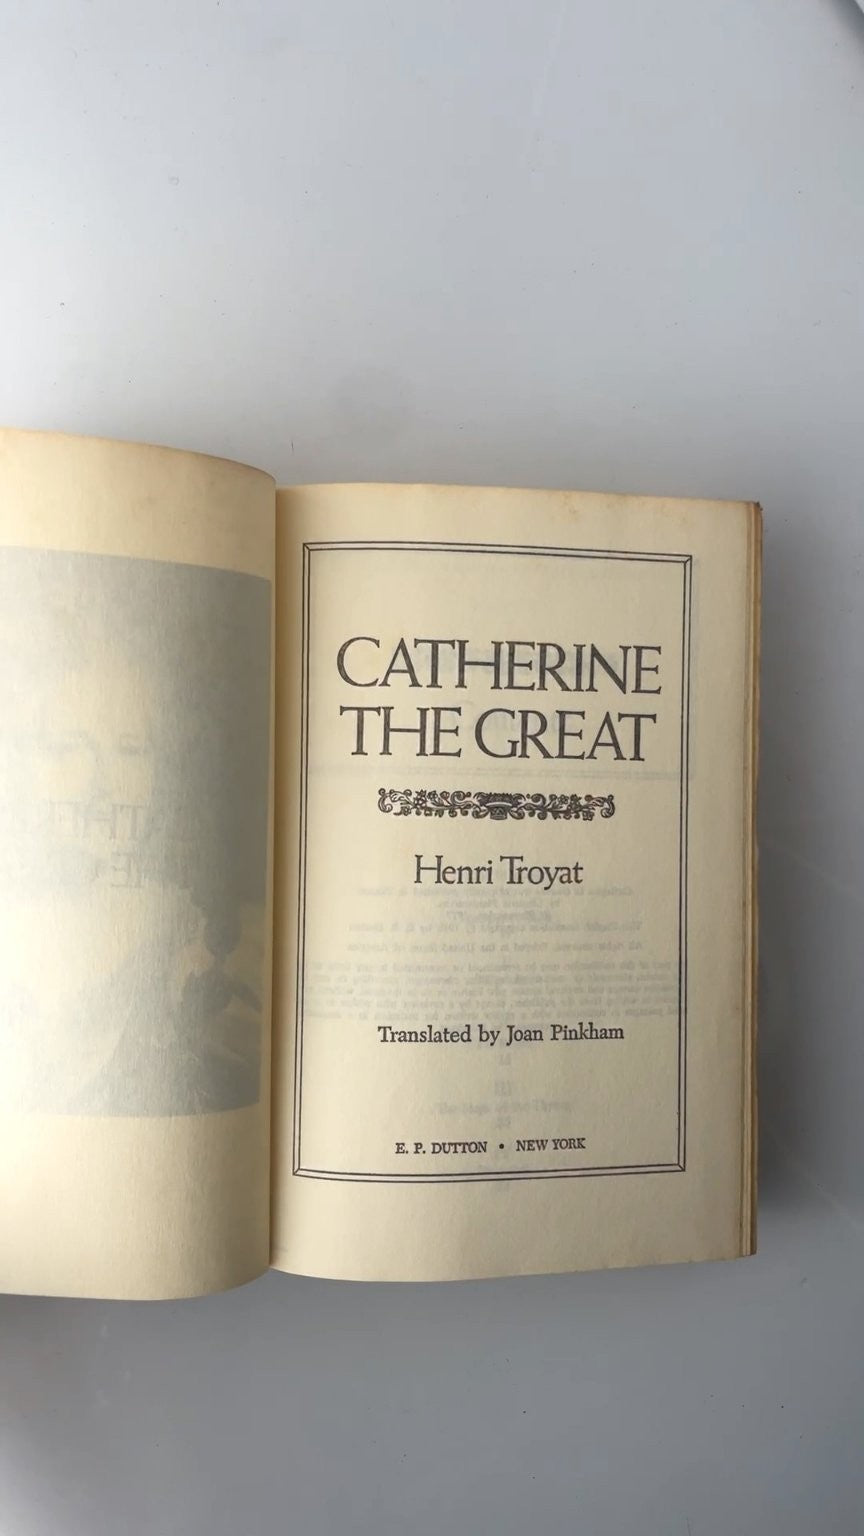 CATHERINE
THE GREAT
Henri Troyat
Translated by Joan Pinkham
E. P. DUTTON • NEW YORK